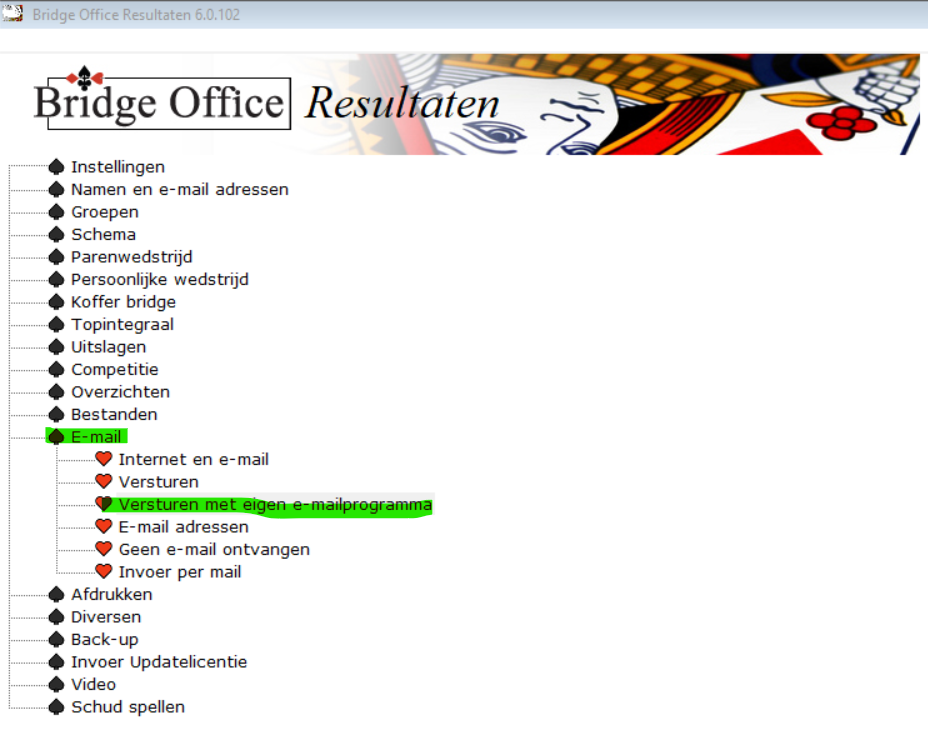 Bridge Office Resultaten 6.0.102
Bridge Office Resultaten
Instellingen
Namen en e-mail adressen
Groepen
Schema
Parenwedstrijd
Persoonlijke wedstrijd
Koffer bridge
Topintegraal
Uitslagen
Competitie
Overzichten
Bestanden
E-mail
Internet en e-mail
Versturen
Versturen met eigen e-mailprogramma
E-mail adressen
Geen e-mail ontvangen
Invoer per mail
Afdrukken
Diversen
Back-up
Invoer Updatelicentie
Video
Schud spellen